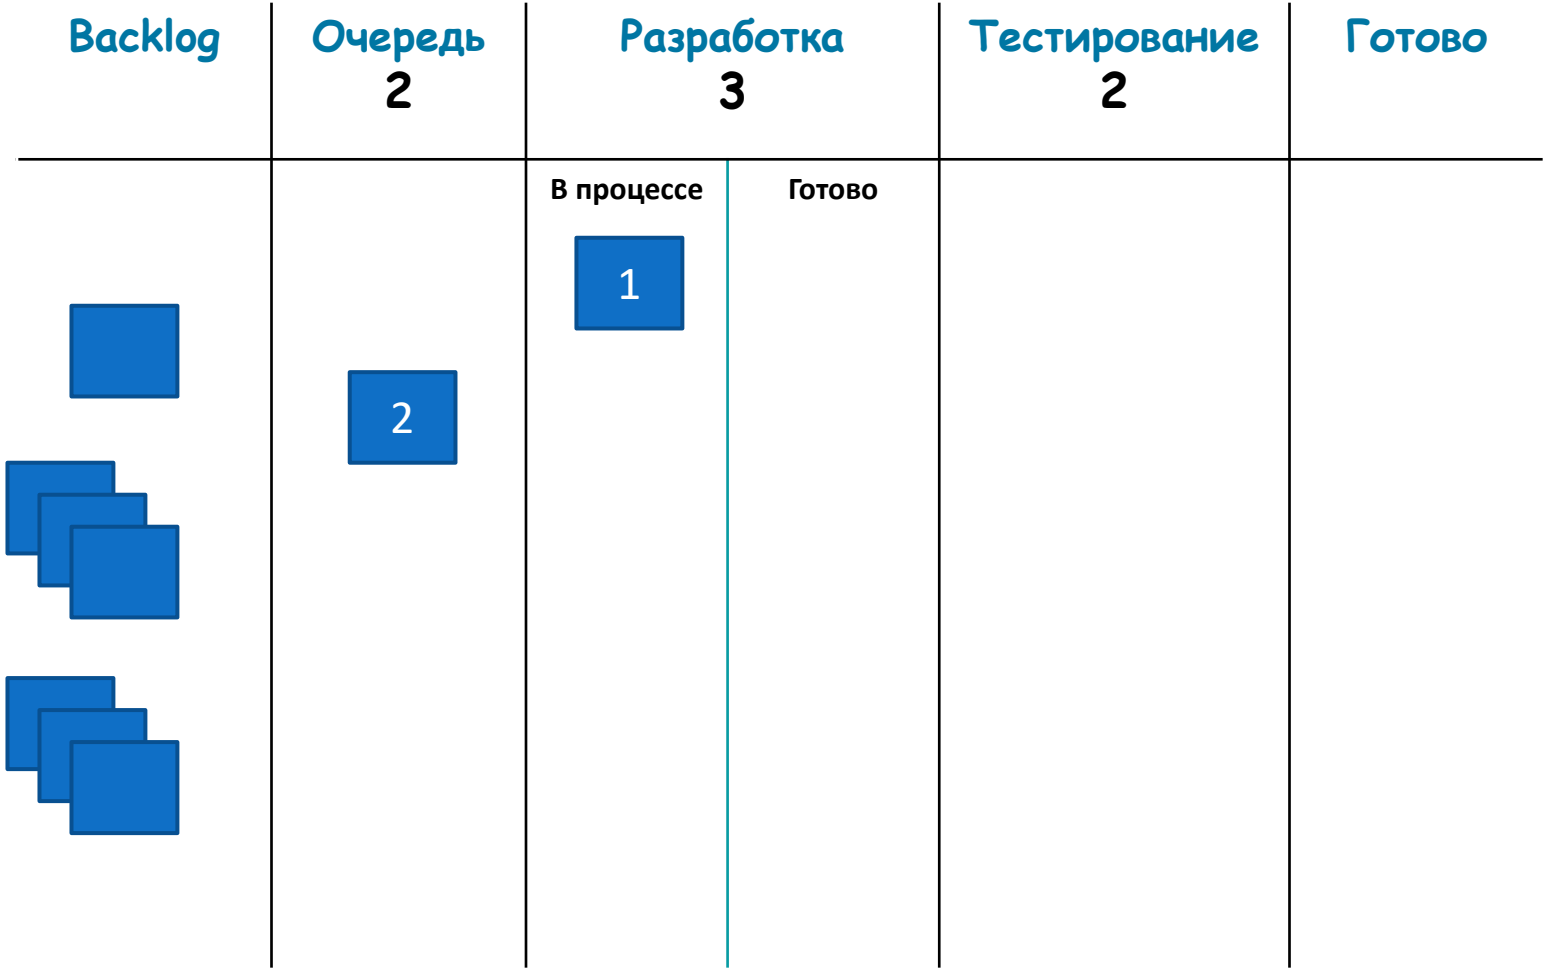 Backlog
Очередь
2
Разработка
3
Тестирование
2
Готово
В процессе
Готово
1
2